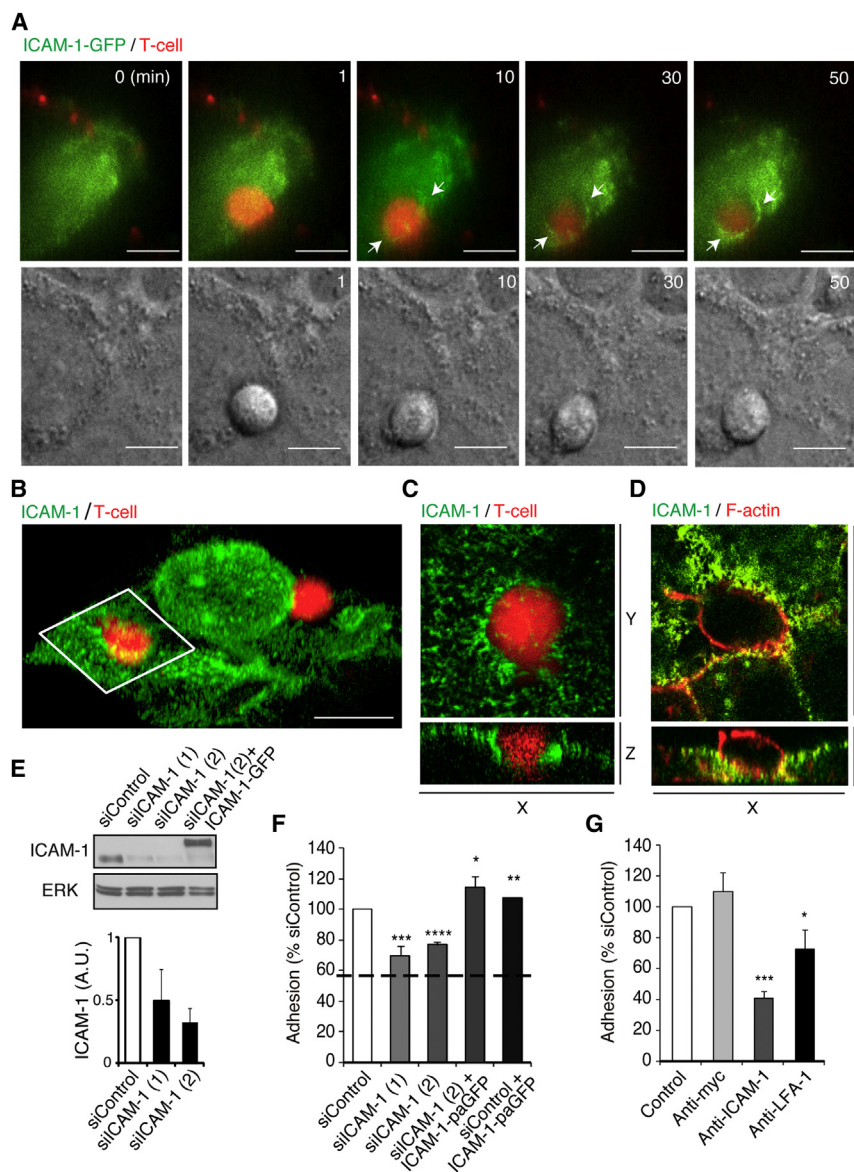 A
ICAM-1-GFP / T-cell
0 (min) 1 10 30 50
1 10 30 50
B
ICAM-1 / T-cell
C
ICAM-1 / T-cell
D
ICAM-1 / F-actin
Y
Z
X
X
E
siControl
siICAM-1 (1)
siICAM-1 (2)
siICAM-1(2)+
ICAM-1-GFP
ICAM-1
ERK
ICAM-1 (A.U.)
1
0.5
0
siControl
siICAM-1 (1)
siICAM-1 (2)
F
Adhesion (% siControl)
140
120
100
80
60
40
20
0
***
****
*
**
siControl
siICAM-1 (1)
siICAM-1 (2)
siICAM-1 (2) +
ICAM-1-paGFP
siControl +
ICAM-1-paGFP
G
Adhesion (% siControl)
140
120
100
80
60
40
20
0
***
*
Control
Anti-myc
Anti-ICAM-1
Anti-LFA-1